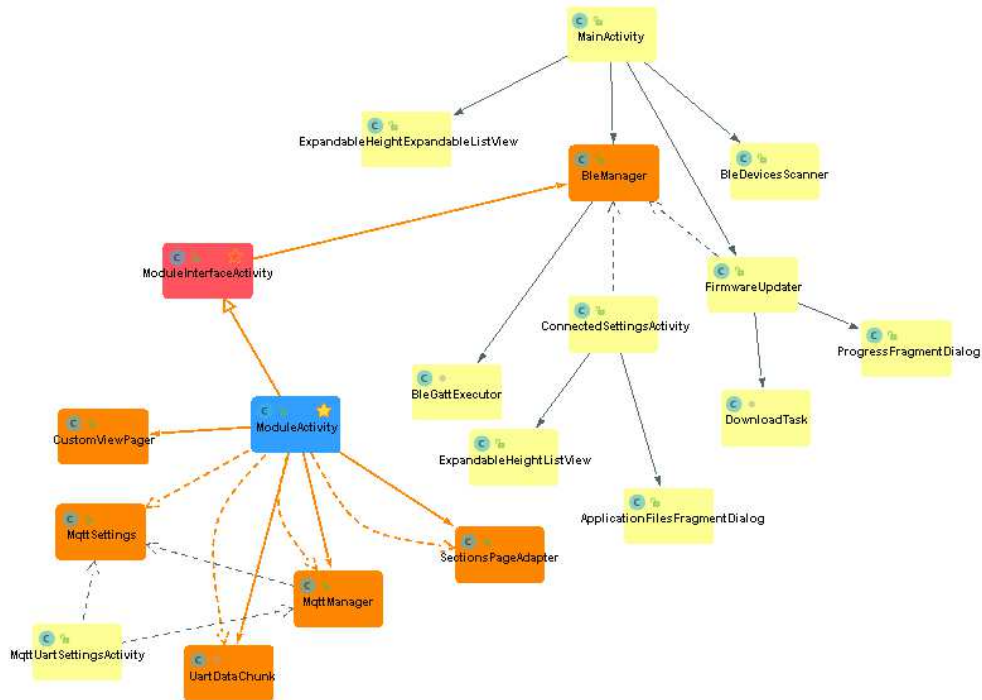 MainActivity
ExpandableHeightExpandableListView
BleManager
BleDevicesScanner
ModuleInterfaceActivity
FirmwareUpdater
ConnectedSettingsActivity
ProgressFragmentDialog
BleGattExecutor
DownloadTask
ModuleActivity
CustomViewPager
ExpandableHeightListView
ApplicationFilesFragmentDialog
MqttSettings
SectionsPageAdapter
MqttManager
MqttUartSettingsActivity
UartDataChunk